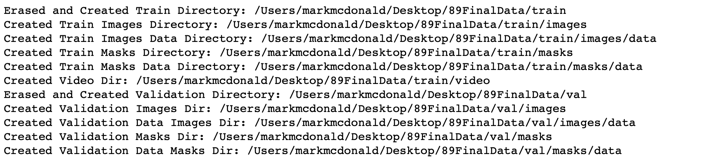 Erased and Created Train Directory: /Users/markmcdonald/Desktop/89FinalData/train
Created Train Images Directory: /Users/markmcdonald/Desktop/89FinalData/train/images
Created Train Images Data Directory: /Users/markmcdonald/Desktop/89FinalData/train/images/data
Created Train Masks Directory: /Users/markmcdonald/Desktop/89FinalData/train/masks
Created Train Masks Data Directory: /Users/markmcdonald/Desktop/89FinalData/train/masks/data
Created Video Dir: /Users/markmcdonald/Desktop/89FinalData/train/video
Erased and Created Validation Directory: /Users/markmcdonald/Desktop/89FinalData/val
Created Validation Images Dir: /Users/markmcdonald/Desktop/89FinalData/val/images
Created Validation Data Images Dir: /Users/markmcdonald/Desktop/89FinalData/val/images/data
Created Validation Masks Dir: /Users/markmcdonald/Desktop/89FinalData/val/masks
Created Validation Data Masks Dir: /Users/markmcdonald/Desktop/89FinalData/val/masks/data